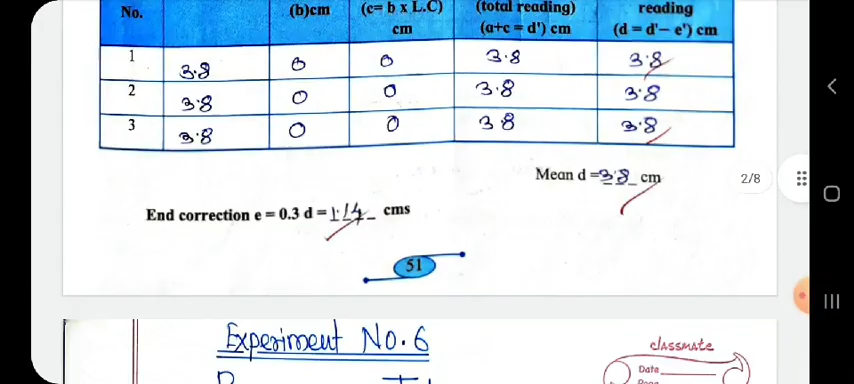 No. (b)cm (c= b x L.C) cm (total reading) (a+c = d') cm reading (d = d'– e') cm
1 3.8 0 0 3.8 3.8
2 3.8 0 0 3.8 3.8
3 3.8 0 0 3.8 3.8
Mean d = 3.8 cm
2/8
End correction e = 0.3 d = 1.14 cms
51
Experiment No. 6
classmate
Date